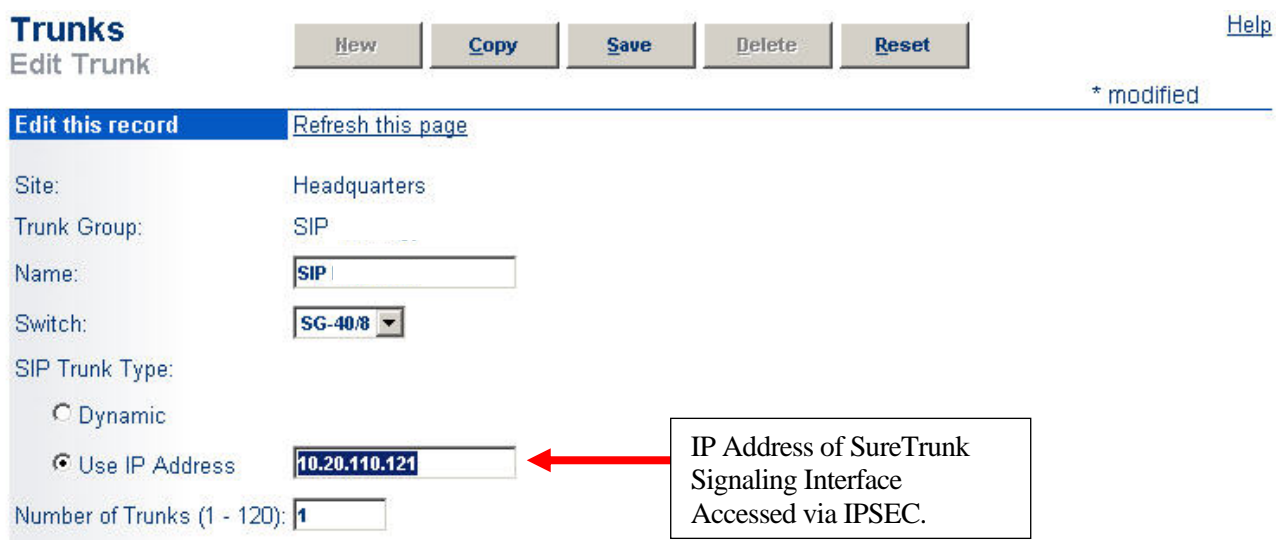 Trunks
Edit Trunk
New Copy Save Delete Reset
Help
* modified
Edit this record Refresh this page
Site: Headquarters
Trunk Group: SIP
Name: SIP
Switch: SG-40/8
SIP Trunk Type:
Dynamic
Use IP Address 10.20.110.121
Number of Trunks (1 - 120): 1
IP Address of SureTrunk
Signaling Interface
Accessed via IPSEC.